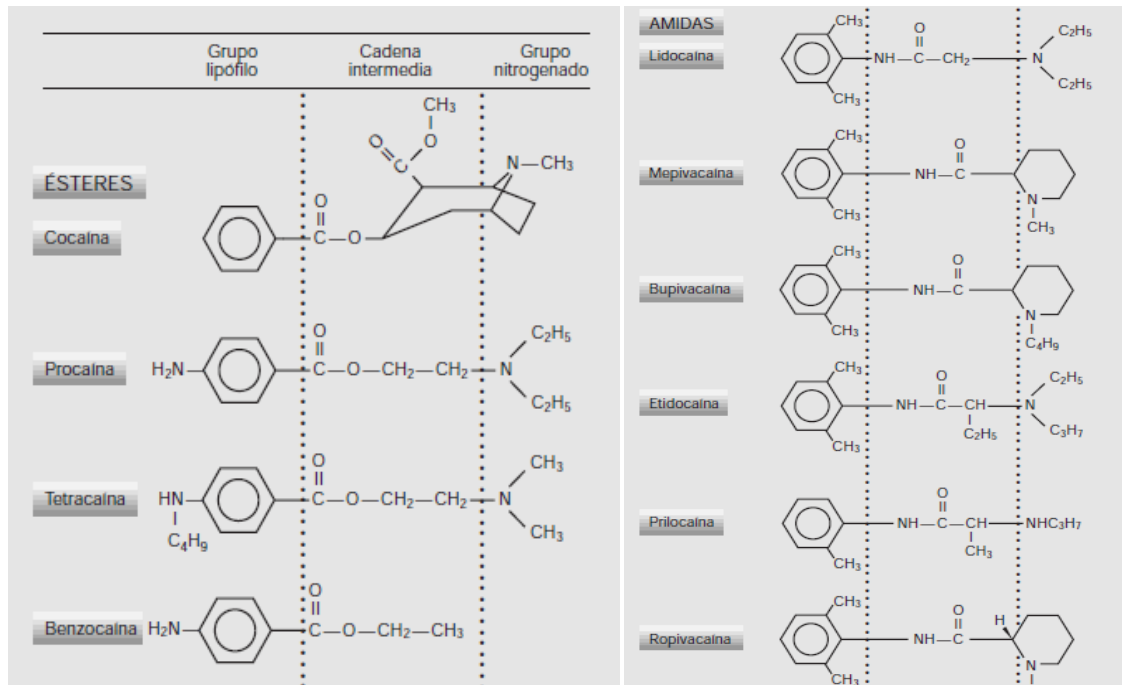 Grupo lipófilo
Cadena intermedia
Grupo nitrogenado
ÉSTERES
CH3
O
O
C
N—CH3
O
Cocaína
C—O
O
C2H5
Procaína
H2N
C—O—CH2—CH2
N
C2H5
O
CH3
Tetracaína
HN
C—O—CH2—CH2
N
C4H9
CH3
O
Benzocaína
H2N
C—O—CH2—CH3
AMIDAS
CH3
O
C2H5
Lidocaína
NH—C—CH2
N
CH3
C2H5
CH3
O
Mepivacaína
NH—C
N
CH3
CH3
CH3
O
Bupivacaína
NH—C
N
CH3
C4H9
CH3
O
C2H5
Etidocaína
NH—C—CH
N
CH3
C2H5
C3H7
O
Prilocaína
NH—C—CH
NHC3H7
CH3
CH3
CH3
O
H
Ropivacaína
NH—C
N
CH3